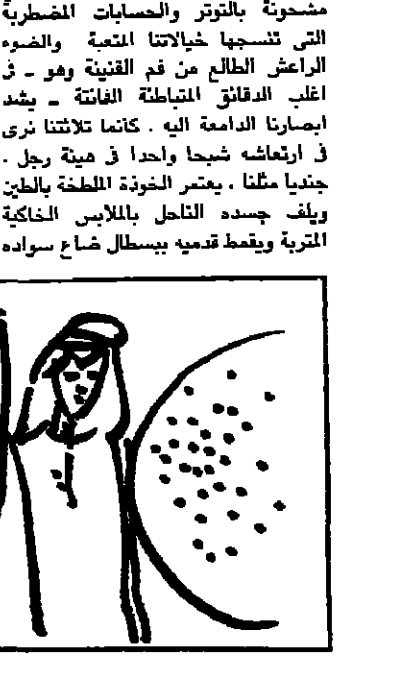 مشحونة بالتوتر والحسابات المضطربة
التى تنسجها خيالاتنا المتعبة والضوء
الراعش الطالع من فم القنينة وهو ـ فى
اغلب الدقائق المتباطئة الفائتة ـ يشد
ابصارنا الدامعة اليه . كانما ثلاثتنا نرى
فى ارتعاشه شبحا واحدا فى هيئة رجل .
جنديا مثلنا . يعتمر الخوذة الملطخة بالطين
ويلف جسده الناحل بالملابس الخاكية
المتربة ويقمط قدميه ببسطال ضاع سواده